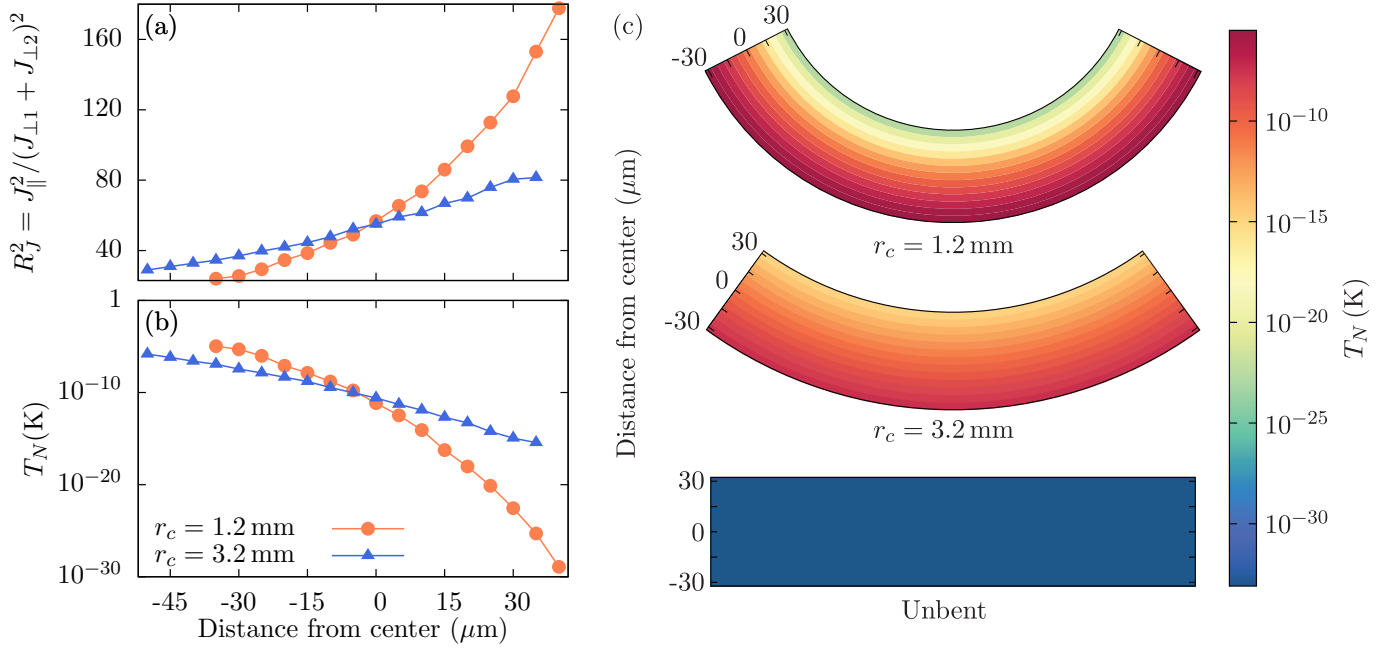 (a)
R_J^2 = J_∥^2/(J_⊥1 + J_⊥2)^2
160
120
80
40
(b)
T_N(K)
1
10^−10
10^−20
10^−30
r_c = 1.2 mm
r_c = 3.2 mm
-45 -30 -15 0 15 30
Distance from center (μm)
(c)
Distance from center (μm)
30
0
-30
r_c = 1.2 mm
30
0
-30
r_c = 3.2 mm
30
0
-30
Unbent
10^−10
10^−15
10^−20
10^−25
10^−30
T_N (K)